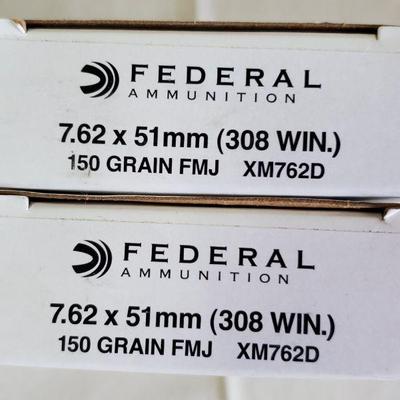 FEDERAL
AMMUNITION
7.62 x 51mm (308 WIN.)
150 GRAIN FMJ XM762D
FEDERAL
AMMUNITION
7.62 x 51mm (308 WIN.)
150 GRAIN FMJ XM762D